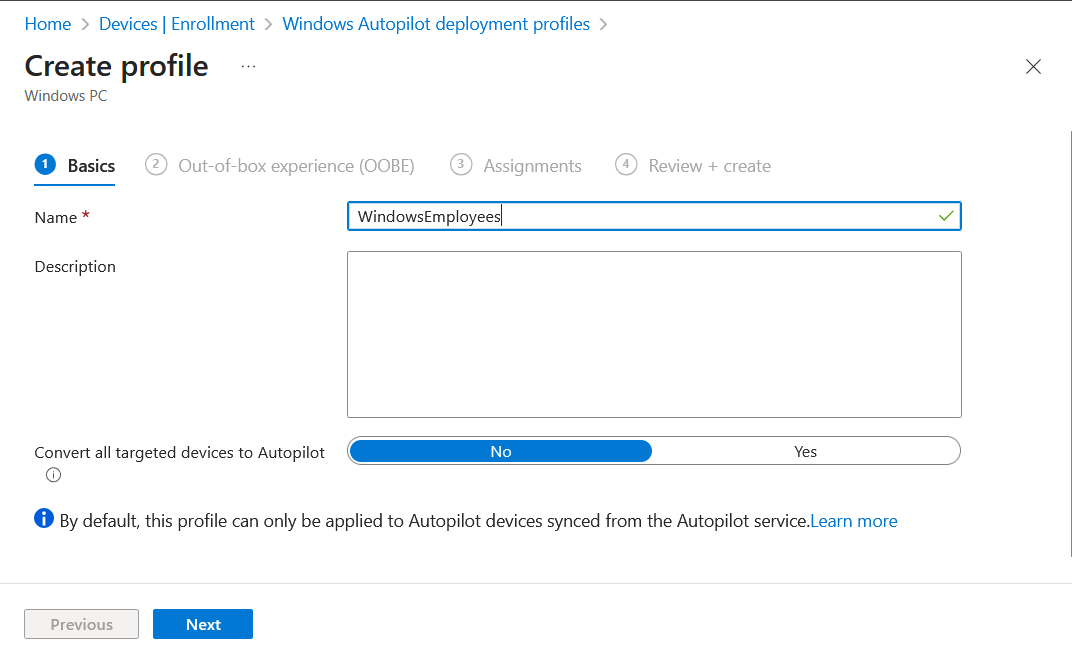 Home > Devices | Enrollment > Windows Autopilot deployment profiles >
Create profile ...
Windows PC
1 Basics 2 Out-of-box experience (OOBE) 3 Assignments 4 Review + create
Name * WindowsEmployees
Description
Convert all targeted devices to Autopilot No Yes
By default, this profile can only be applied to Autopilot devices synced from the Autopilot service.Learn more
Previous Next